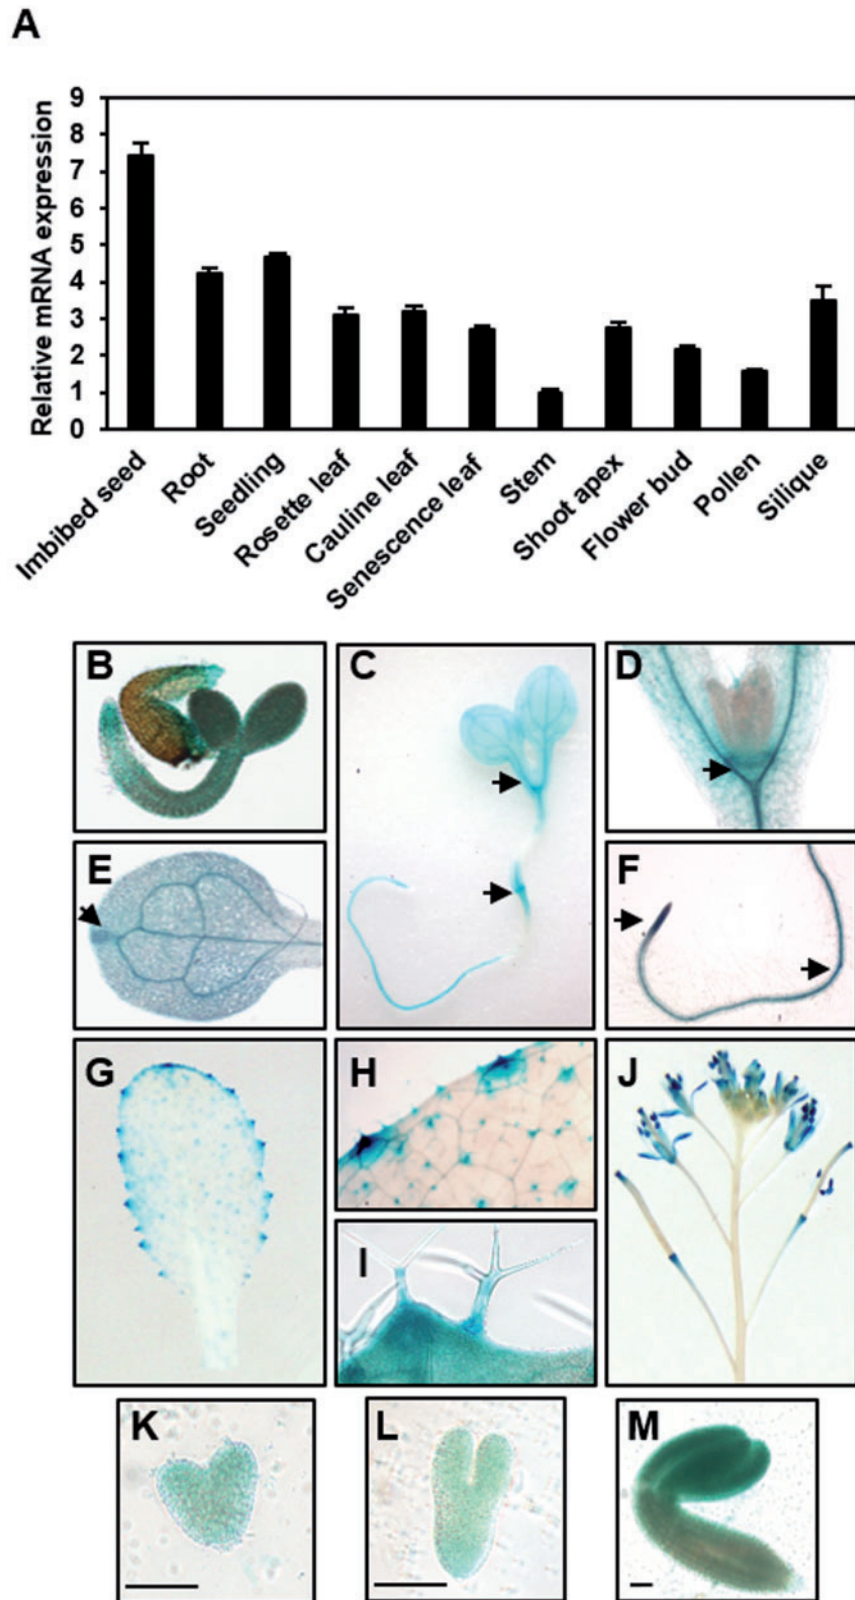 A
Relative mRNA expression
9
8
7
6
5
4
3
2
1
0
Imbibed seed
Root
Seedling
Rosette leaf
Cauline leaf
Senescence leaf
Stem
Shoot apex
Flower bud
Pollen
Silique
B
C
D
E
F
G
H
I
J
K
L
M